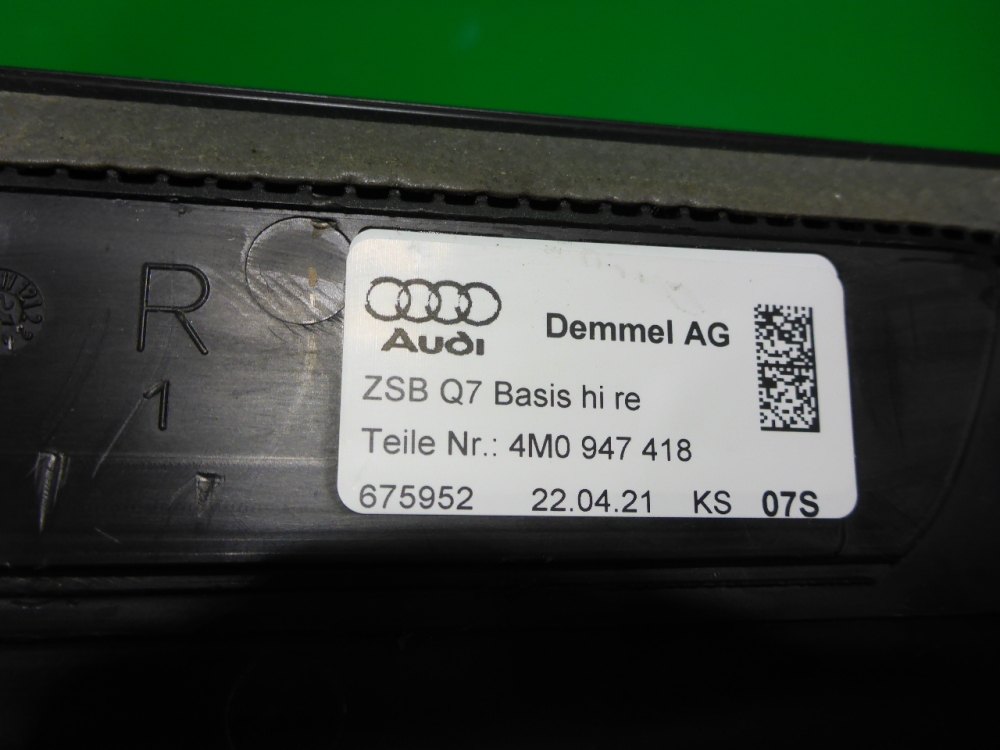 R
1
Audi
Demmel AG
ZSB Q7 Basis hi re
Teile Nr.: 4M0 947 418
675952 22.04.21 KS 07S